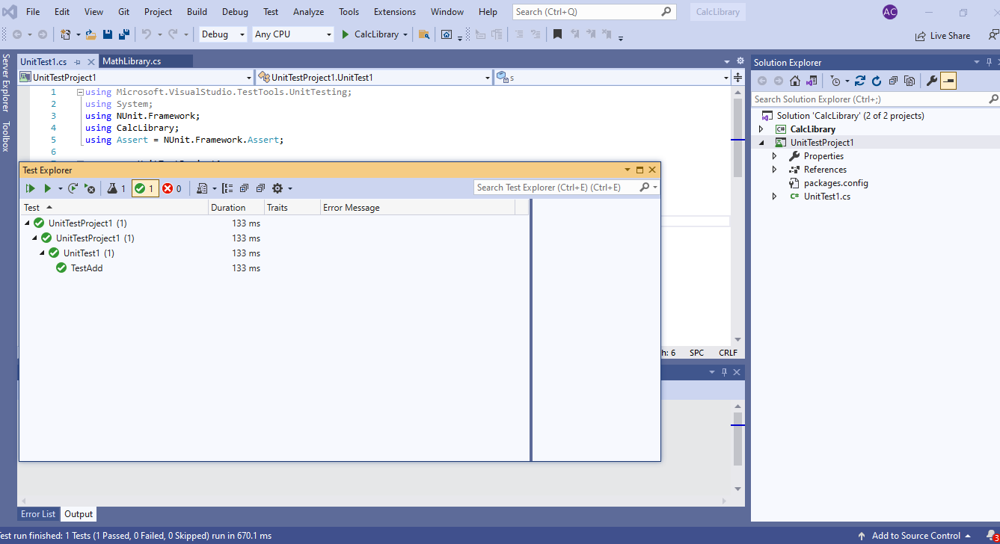 File Edit View Git Project Build Debug Test Analyze Tools Extensions Window Help Search (Ctrl+Q) CalcLibrary AC
Debug Any CPU CalcLibrary Live Share
Server Explorer
Toolbox
UnitTest1.cs MathLibrary.cs
UnitTestProject1 UnitTestProject1.UnitTest1 s
1 using Microsoft.VisualStudio.TestTools.UnitTesting;
2 using System;
3 using NUnit.Framework;
4 using CalcLibrary;
5 using Assert = NUnit.Framework.Assert;
6
Test Explorer
1 1 0 Search Test Explorer (Ctrl+E) (Ctrl+E)
Test Duration Traits Error Message
UnitTestProject1 (1) 133 ms
UnitTestProject1 (1) 133 ms
UnitTest1 (1) 133 ms
TestAdd 133 ms
h: 6 SPC CRLF
Error List Output
Solution Explorer
Search Solution Explorer (Ctrl+;)
Solution 'CalcLibrary' (2 of 2 projects)
C# CalcLibrary
UnitTestProject1
Properties
References
packages.config
C# UnitTest1.cs
est run finished: 1 Tests (1 Passed, 0 Failed, 0 Skipped) run in 670.1 ms Add to Source Control 3